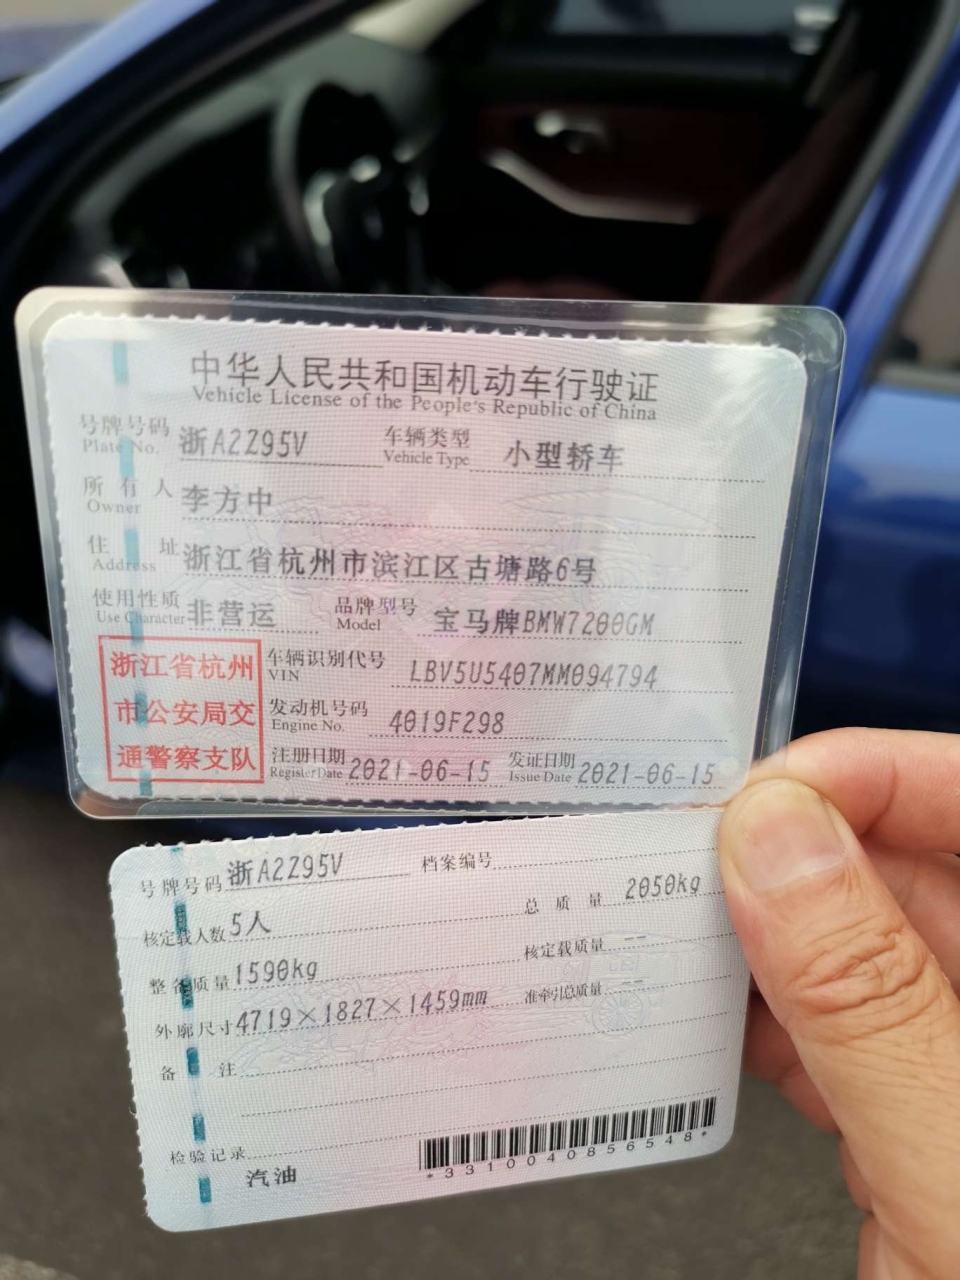 中华人民共和国机动车行驶证
Vehicle License of the People's Republic of China
号牌号码 浙A2Z95V 车辆类型 小型轿车
Plate No. Vehicle Type
所有人 李方中
Owner
住址 浙江省杭州市滨江区古塘路6号
Address
使用性质 非营运 品牌型号 宝马牌BMW7200GM
Use Character Model
浙江省杭州
市公安局交
通警察支队
车辆识别代号 LBV5U5407MM094794
VIN
发动机号码 4019F298
Engine No.
注册日期 2021-06-15 发证日期 2021-06-15
Register Date Issue Date
号牌号码 浙A2Z95V 档案编号
核定载人数 5人 总质量 2050kg
整备质量 1590kg 核定载质量 --
外廓尺寸 4719×1827×1459mm 准牵引总质量 --
备注
检验记录
汽油
*331004085654​8*